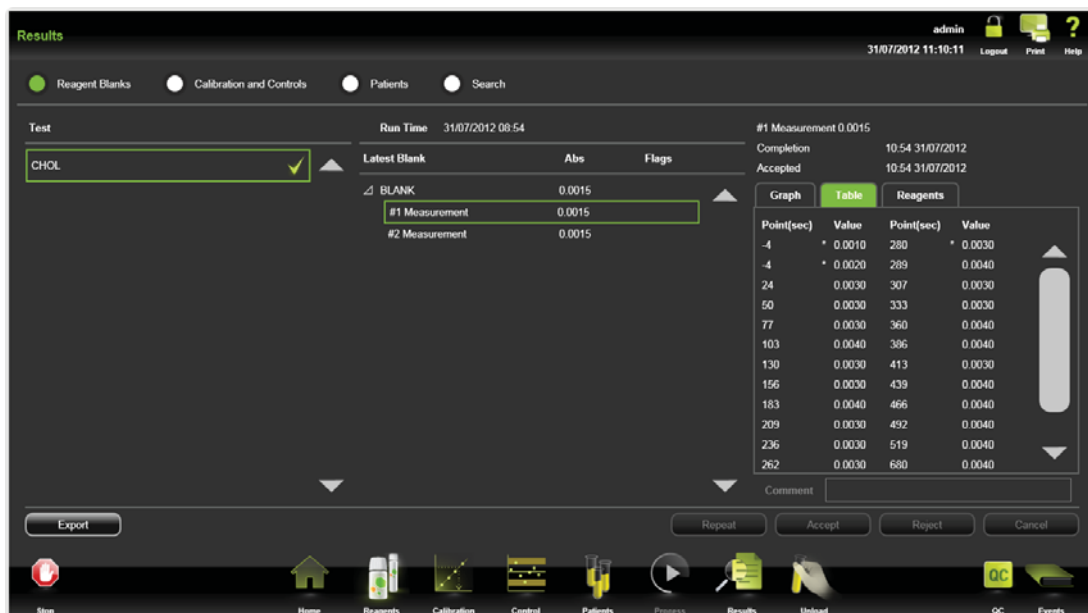 Results
admin
31/07/2012 11:10:11
Logout Print Help
Reagent Blanks Calibration and Controls Patients Search
Test
CHOL
Run Time 31/07/2012 08:54
Latest Blank Abs Flags
BLANK 0.0015
#1 Measurement 0.0015
#2 Measurement 0.0015
#1 Measurement 0.0015
Completion 10:54 31/07/2012
Accepted 10:54 31/07/2012
Graph Table Reagents
Point(sec) Value Point(sec) Value
-4 * 0.0010 280 * 0.0030
-4 * 0.0020 289 0.0040
24 0.0030 307 0.0030
50 0.0030 333 0.0030
77 0.0030 360 0.0040
103 0.0040 386 0.0040
130 0.0030 413 0.0030
156 0.0030 439 0.0040
183 0.0040 466 0.0040
209 0.0030 492 0.0040
236 0.0030 519 0.0040
262 0.0030 680 0.0040
Comment
Export Repeat Accept Reject Cancel
QC
Stop Home Reagents Calibration Control Patients Process Results Unload QC Events